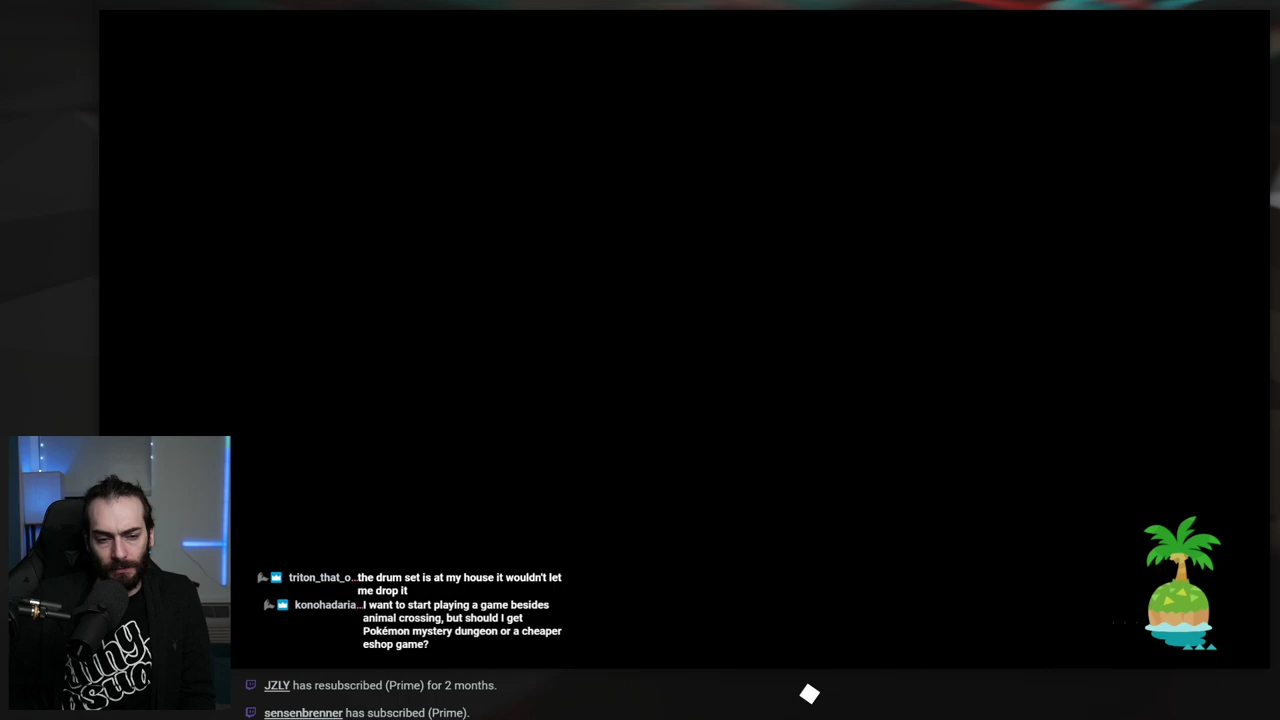 triton_that_o...the drum set is at my house it wouldn't let
me drop it
konohadaria...I want to start playing a game besides
animal crossing, but should I get
Pokémon mystery dungeon or a cheaper
eshop game?
JZLY has resubscribed (Prime) for 2 months.
sensenbrenner has subscribed (Prime).